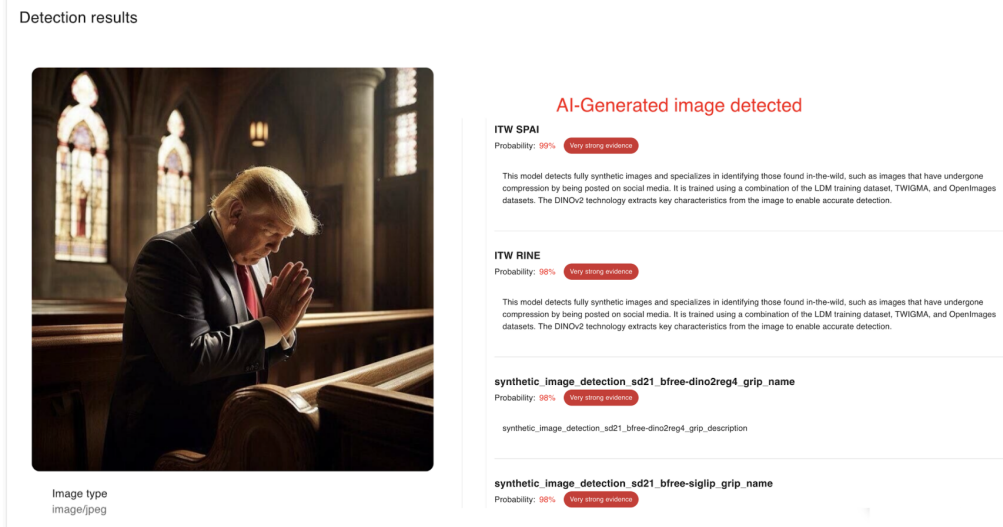 Detection results
AI-Generated image detected
ITW SPAI
Probability: 99% Very strong evidence
This model detects fully synthetic images and specializes in identifying those found in-the-wild, such as images that have undergone
compression by being posted on social media. It is trained using a combination of the LDM training dataset, TWIGMA, and OpenImages
datasets. The DINOv2 technology extracts key characteristics from the image to enable accurate detection.
ITW RINE
Probability: 98% Very strong evidence
This model detects fully synthetic images and specializes in identifying those found in-the-wild, such as images that have undergone
compression by being posted on social media. It is trained using a combination of the LDM training dataset, TWIGMA, and OpenImages
datasets. The DINOv2 technology extracts key characteristics from the image to enable accurate detection.
synthetic_image_detection_sd21_bfree-dino2reg4_grip_name
Probability: 98% Very strong evidence
synthetic_image_detection_sd21_bfree-dino2reg4_grip_description
synthetic_image_detection_sd21_bfree-siglip_grip_name
Probability: 98% Very strong evidence
Image type
image/jpeg